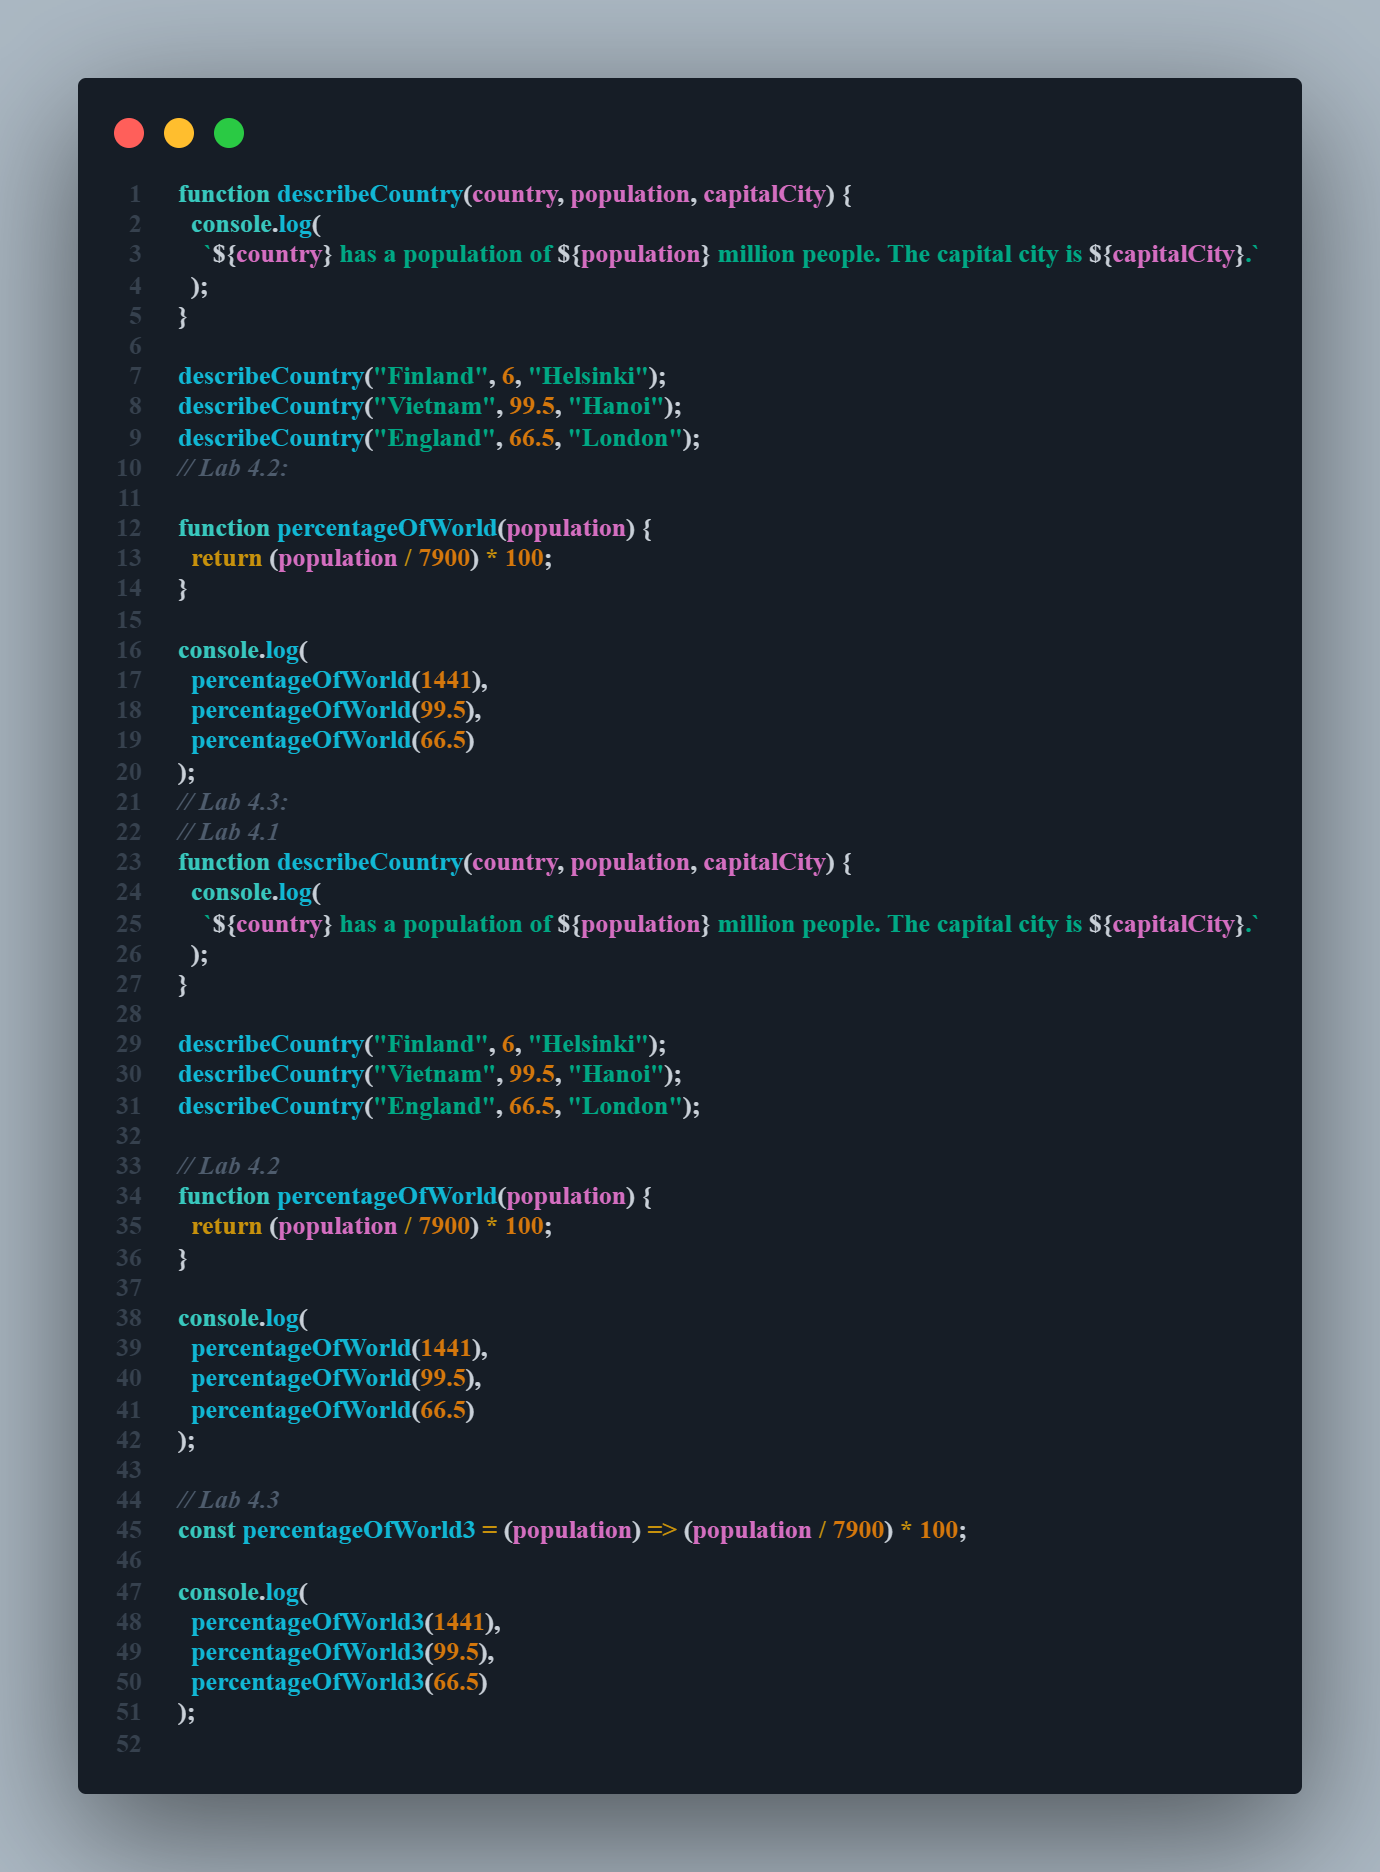 1 function describeCountry(country, population, capitalCity) {
2   console.log(
3     `${country} has a population of ${population} million people. The capital city is ${capitalCity}.`
4   );
5 }
6
7 describeCountry("Finland", 6, "Helsinki");
8 describeCountry("Vietnam", 99.5, "Hanoi");
9 describeCountry("England", 66.5, "London");
10 // Lab 4.2:
11
12 function percentageOfWorld(population) {
13   return (population / 7900) * 100;
14 }
15
16 console.log(
17   percentageOfWorld(1441),
18   percentageOfWorld(99.5),
19   percentageOfWorld(66.5)
20 );
21 // Lab 4.3:
22 // Lab 4.1
23 function describeCountry(country, population, capitalCity) {
24   console.log(
25     `${country} has a population of ${population} million people. The capital city is ${capitalCity}.`
26   );
27 }
28
29 describeCountry("Finland", 6, "Helsinki");
30 describeCountry("Vietnam", 99.5, "Hanoi");
31 describeCountry("England", 66.5, "London");
32
33 // Lab 4.2
34 function percentageOfWorld(population) {
35   return (population / 7900) * 100;
36 }
37
38 console.log(
39   percentageOfWorld(1441),
40   percentageOfWorld(99.5),
41   percentageOfWorld(66.5)
42 );
43
44 // Lab 4.3
45 const percentageOfWorld3 = (population) => (population / 7900) * 100;
46
47 console.log(
48   percentageOfWorld3(1441),
49   percentageOfWorld3(99.5),
50   percentageOfWorld3(66.5)
51 );
52